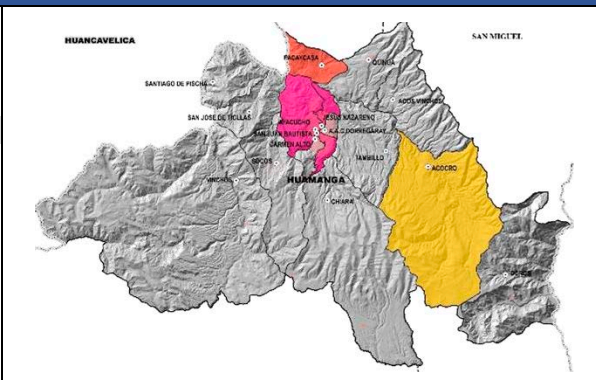 HUANCAVELICA
SAN MIGUEL
PACAYCASA
QUINUA
SANTIAGO DE PISCHA
ACOS VINCHOS
SAN JOSE DE TICLLAS
AYACUCHO
JESUS NAZARENO
SAN JUAN BAUTISTA
A.A.C.DORREGARAY
CARMEN ALTO
SOCOS
TAMBILLO
ACOCRO
VINCHOS
HUAMANGA
CHIARA